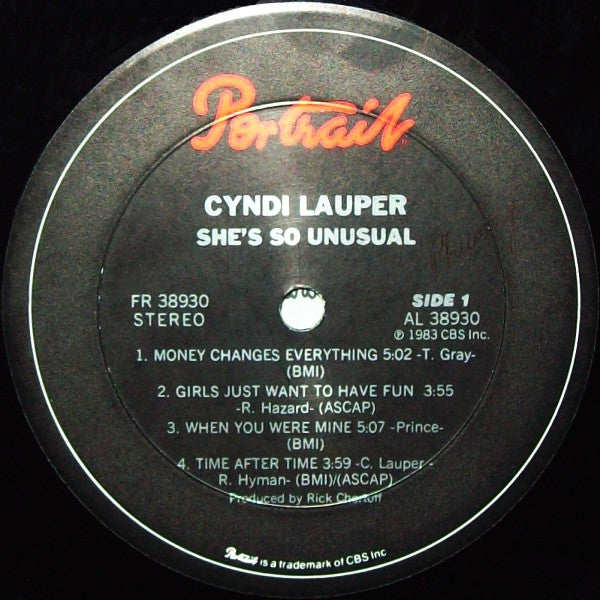 Portrait
CYNDI LAUPER
SHE'S SO UNUSUAL
FR 38930
STEREO
SIDE 1
AL 38930
℗ 1983 CBS Inc.
1. MONEY CHANGES EVERYTHING 5:02 -T. Gray-
(BMI)
2. GIRLS JUST WANT TO HAVE FUN 3:55
-R. Hazard- (ASCAP)
3. WHEN YOU WERE MINE 5:07 -Prince-
(BMI)
4. TIME AFTER TIME 3:59 -C. Lauper -
R. Hyman- (BMI)/(ASCAP)
Produced by Rick Chertoff
Portrait is a trademark of CBS Inc